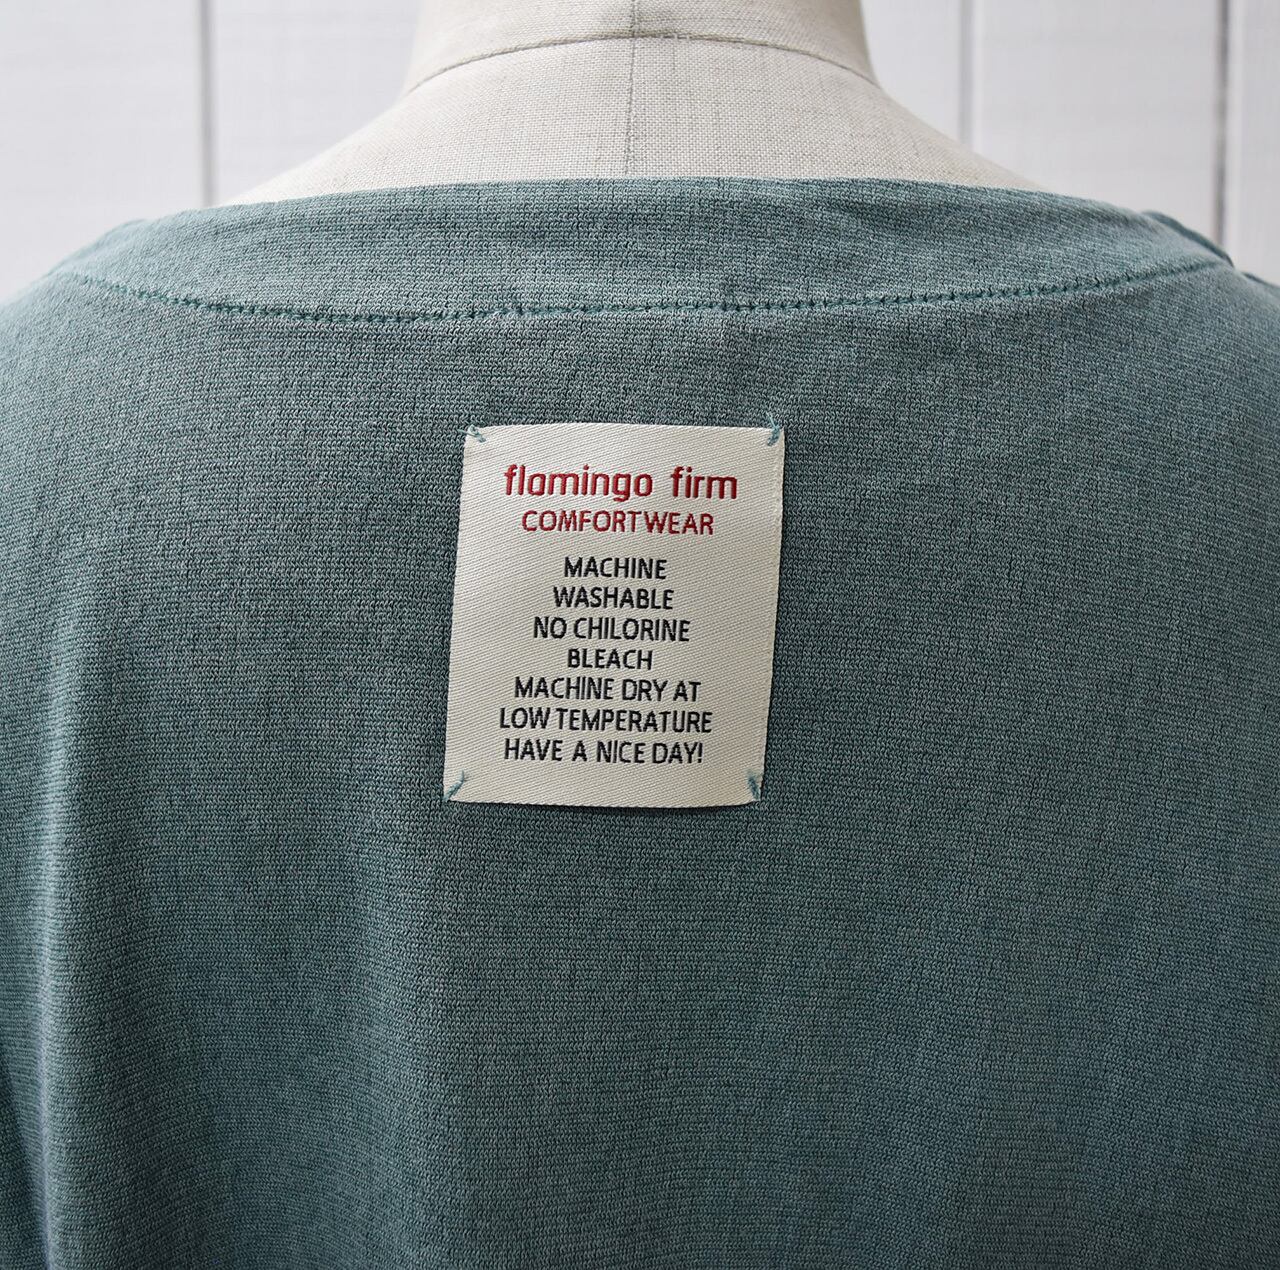 flamingo firm
COMFORTWEAR
MACHINE
WASHABLE
NO CHILORINE
BLEACH
MACHINE DRY AT
LOW TEMPERATURE
HAVE A NICE DAY!